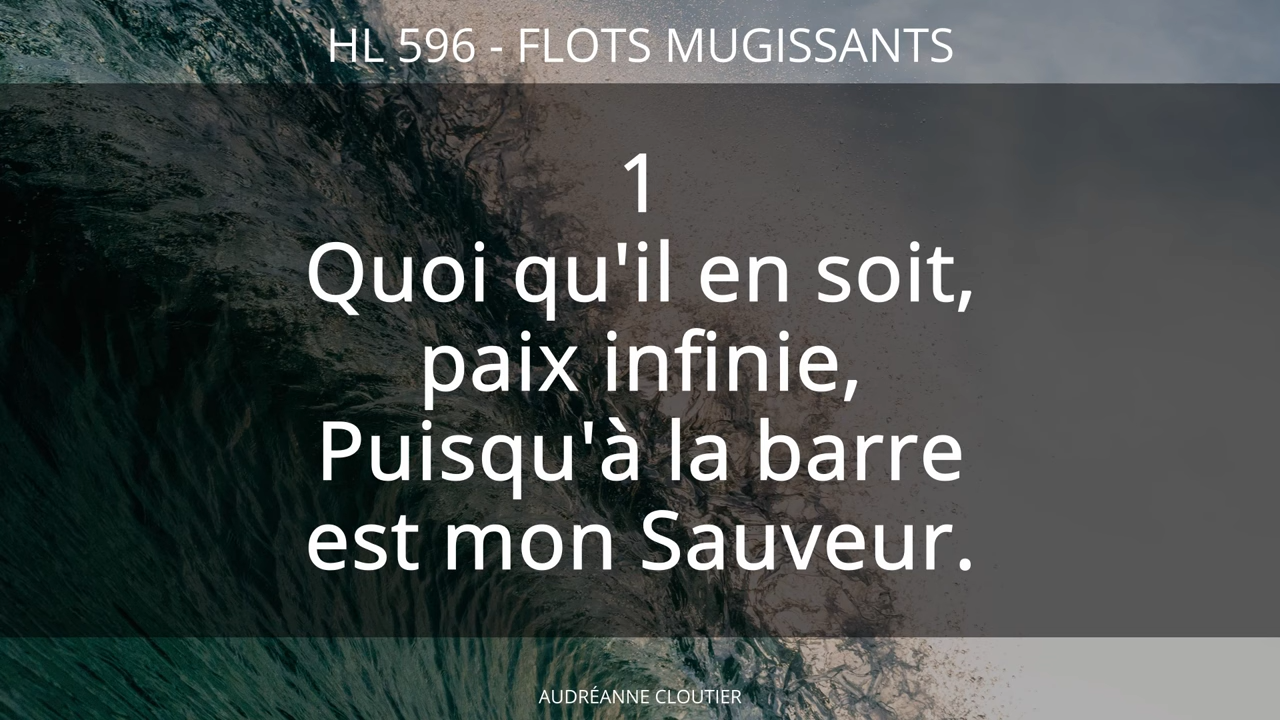 HL 596 - FLOTS MUGISSANTS
1
Quoi qu'il en soit,
paix infinie,
Puisqu'à la barre
est mon Sauveur.
AUDRÉANNE CLOUTIER